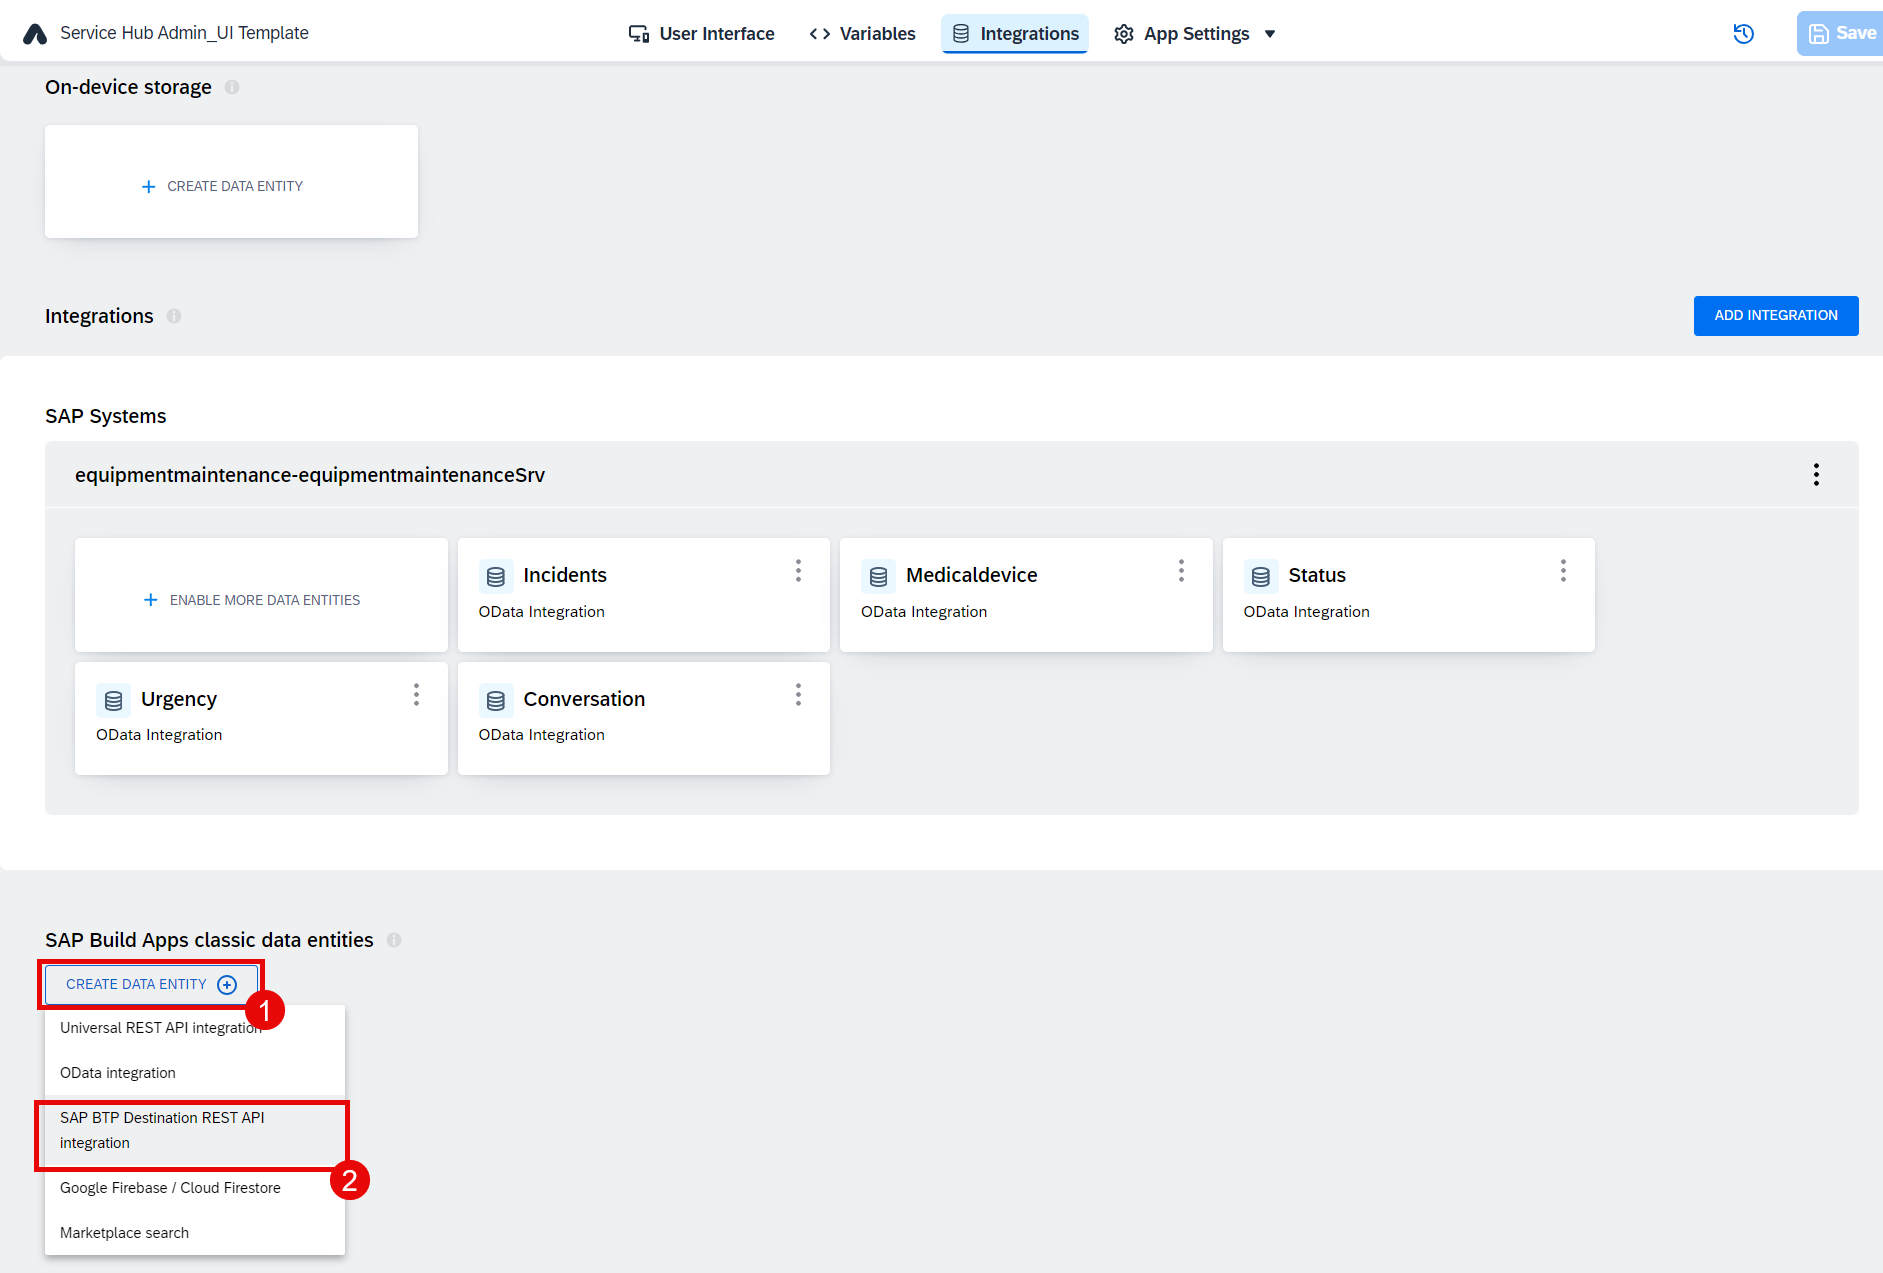 Service Hub Admin_UI Template
User Interface
Variables
Integrations
App Settings
Save
On-device storage
CREATE DATA ENTITY
Integrations
ADD INTEGRATION
SAP Systems
equipmentmaintenance-equipmentmaintenanceSrv
ENABLE MORE DATA ENTITIES
Incidents
OData Integration
Medicaldevice
OData Integration
Status
OData Integration
Urgency
OData Integration
Conversation
OData Integration
SAP Build Apps classic data entities
CREATE DATA ENTITY
1
Universal REST API integration
OData integration
SAP BTP Destination REST API
integration
2
Google Firebase / Cloud Firestore
Marketplace search